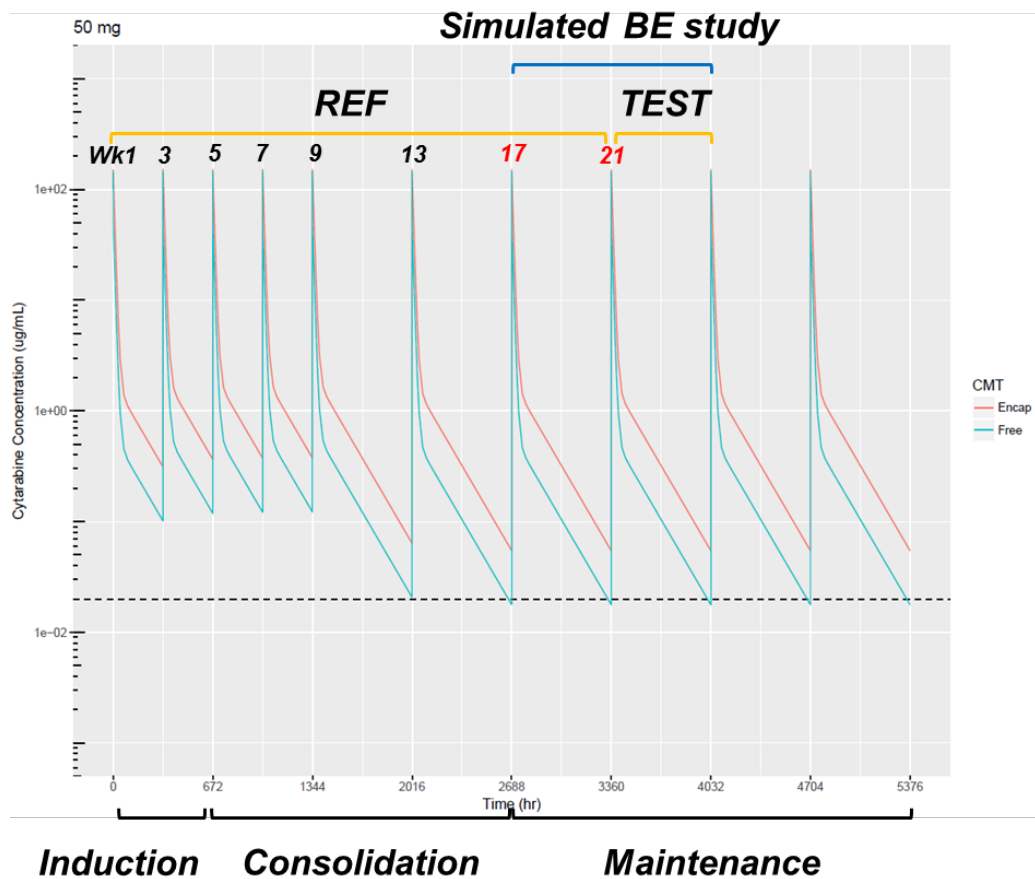 Simulated BE study
50 mg
REF TEST
Wk1 3 5 7 9 13 17 21
1e+02
1e+00
1e-02
Cytarabine Concentration (ug/mL)
CMT
Encap
Free
0 672 1344 2016 2688 3360 4032 4704 5376
Time (hr)
Induction Consolidation Maintenance